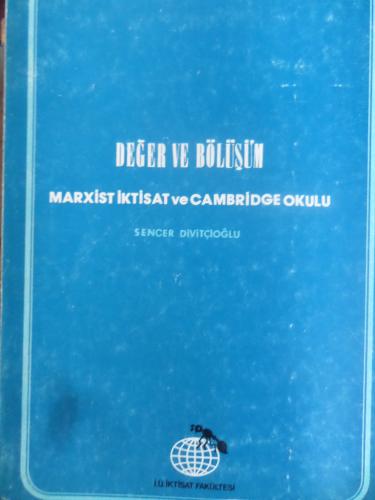 DEĞER VE BÖLÜŞÜM
MARXİST İKTİSAT ve CAMBRİDGE OKULU
SENCER DİVİTÇİOĞLU
İ.Ü. İKTİSAT FAKÜLTESİ